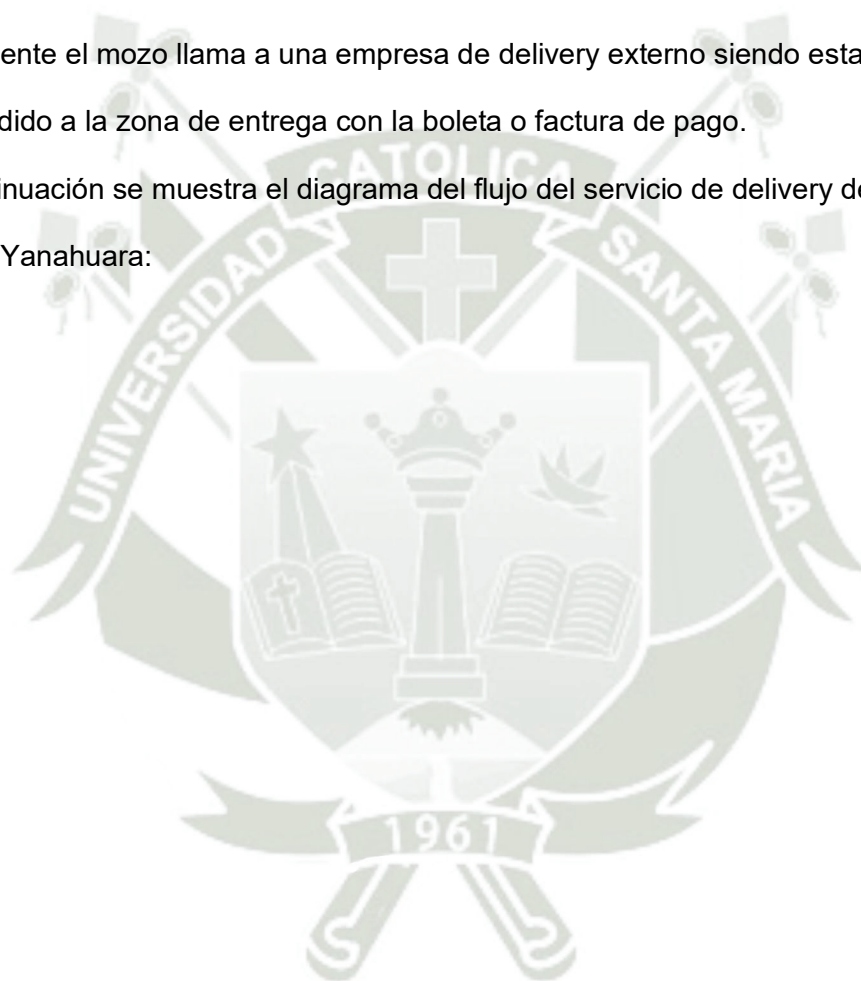 ente el mozo llama a una empresa de delivery externo siendo esta
dido a la zona de entrega con la boleta o factura de pago.
inuación se muestra el diagrama del flujo del servicio de delivery de
Yanahuara:
UNIVERSIDAD CATOLICA SANTA MARIA
1961